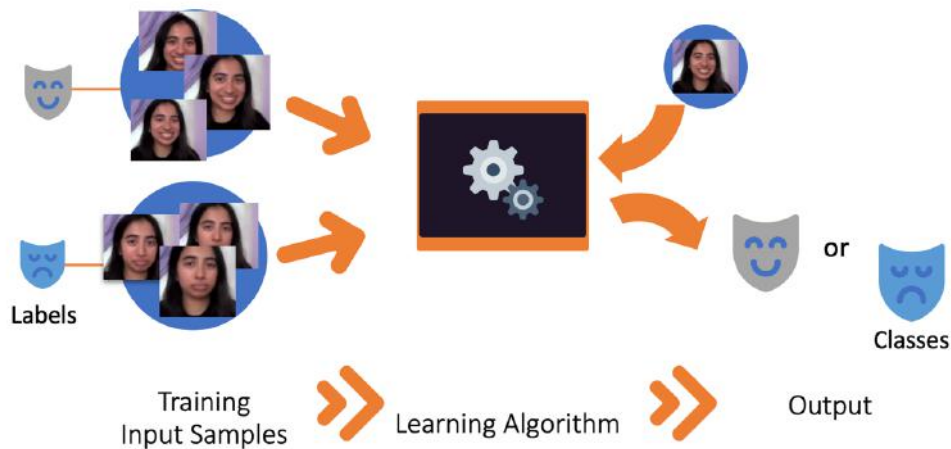 or
Labels
Classes
Training
Input Samples
Learning Algorithm
Output